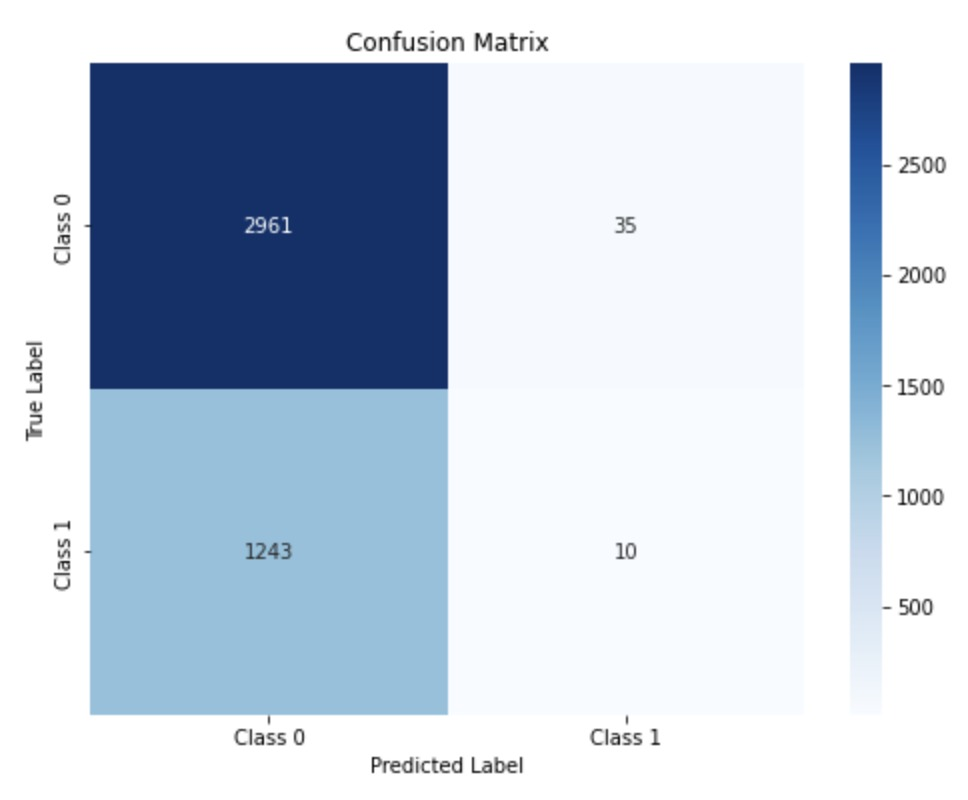 Confusion Matrix
Class 0
2961
35
2500
2000
True Label
1500
1000
Class 1
1243
10
500
Class 0
Class 1
Predicted Label